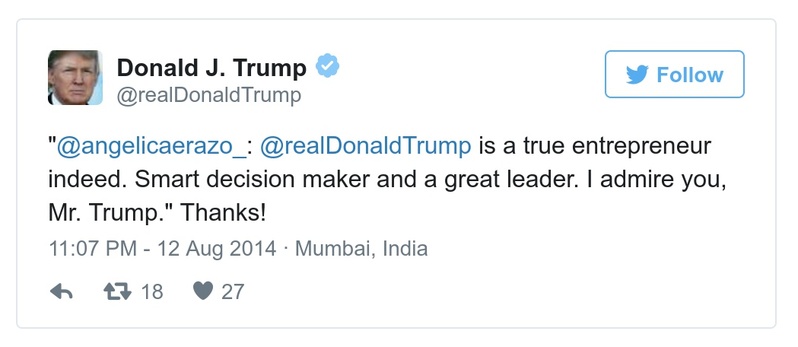 Donald J. Trump
@realDonaldTrump
Follow
"@angelicaerazo_: @realDonaldTrump is a true entrepreneur
indeed. Smart decision maker and a great leader. I admire you,
Mr. Trump." Thanks!
11:07 PM - 12 Aug 2014 · Mumbai, India
18
27